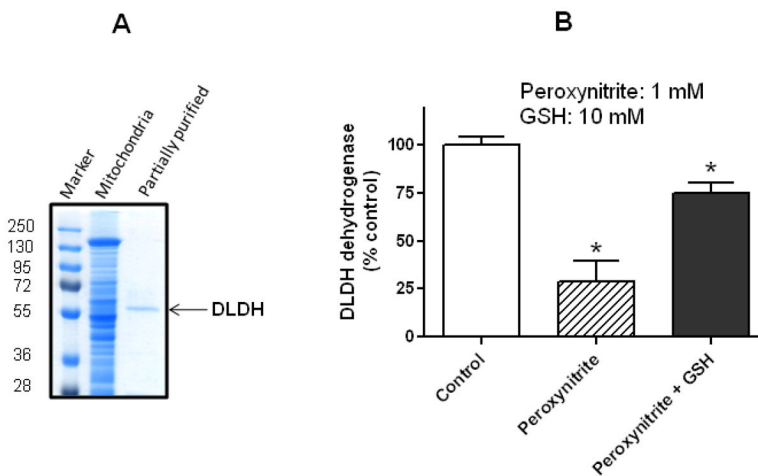 A
Marker
Mitochondria
Partially purified
250
130
95
72
55
36
28
DLDH
B
Peroxynitrite: 1 mM
GSH: 10 mM
DLDH dehydrogenase
(% control)
100
75
50
25
0
*
*
Control
Peroxynitrite
Peroxynitrite + GSH